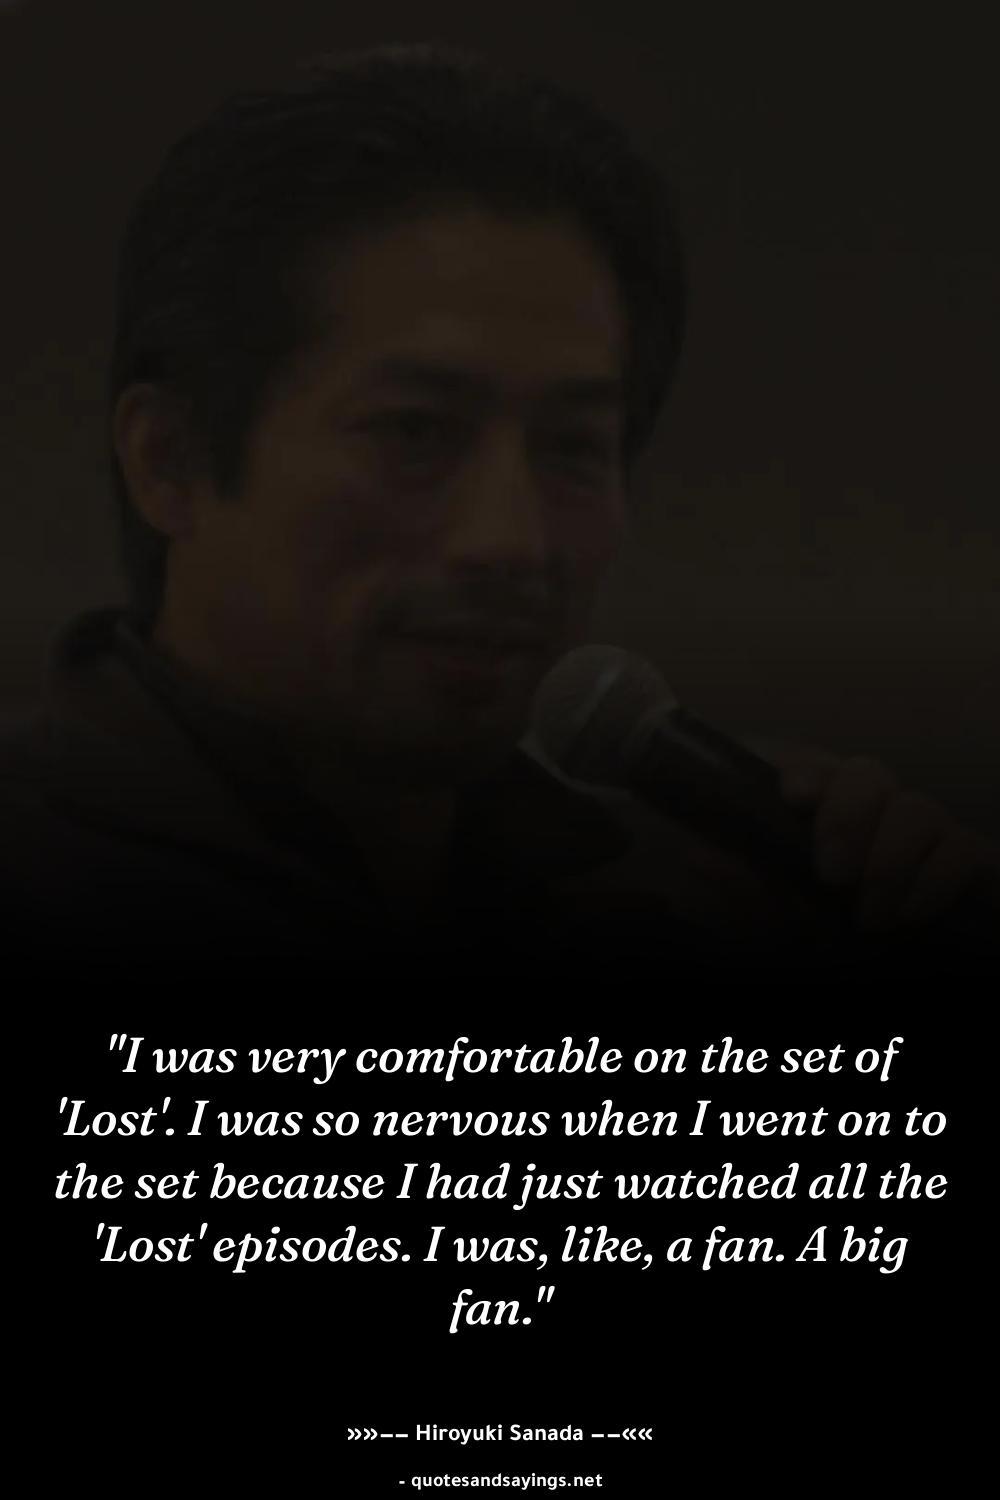 "I was very comfortable on the set of
'Lost'. I was so nervous when I went on to
the set because I had just watched all the
'Lost' episodes. I was, like, a fan. A big
fan."
»»–– Hiroyuki Sanada ––««
- quotesandsayings.net